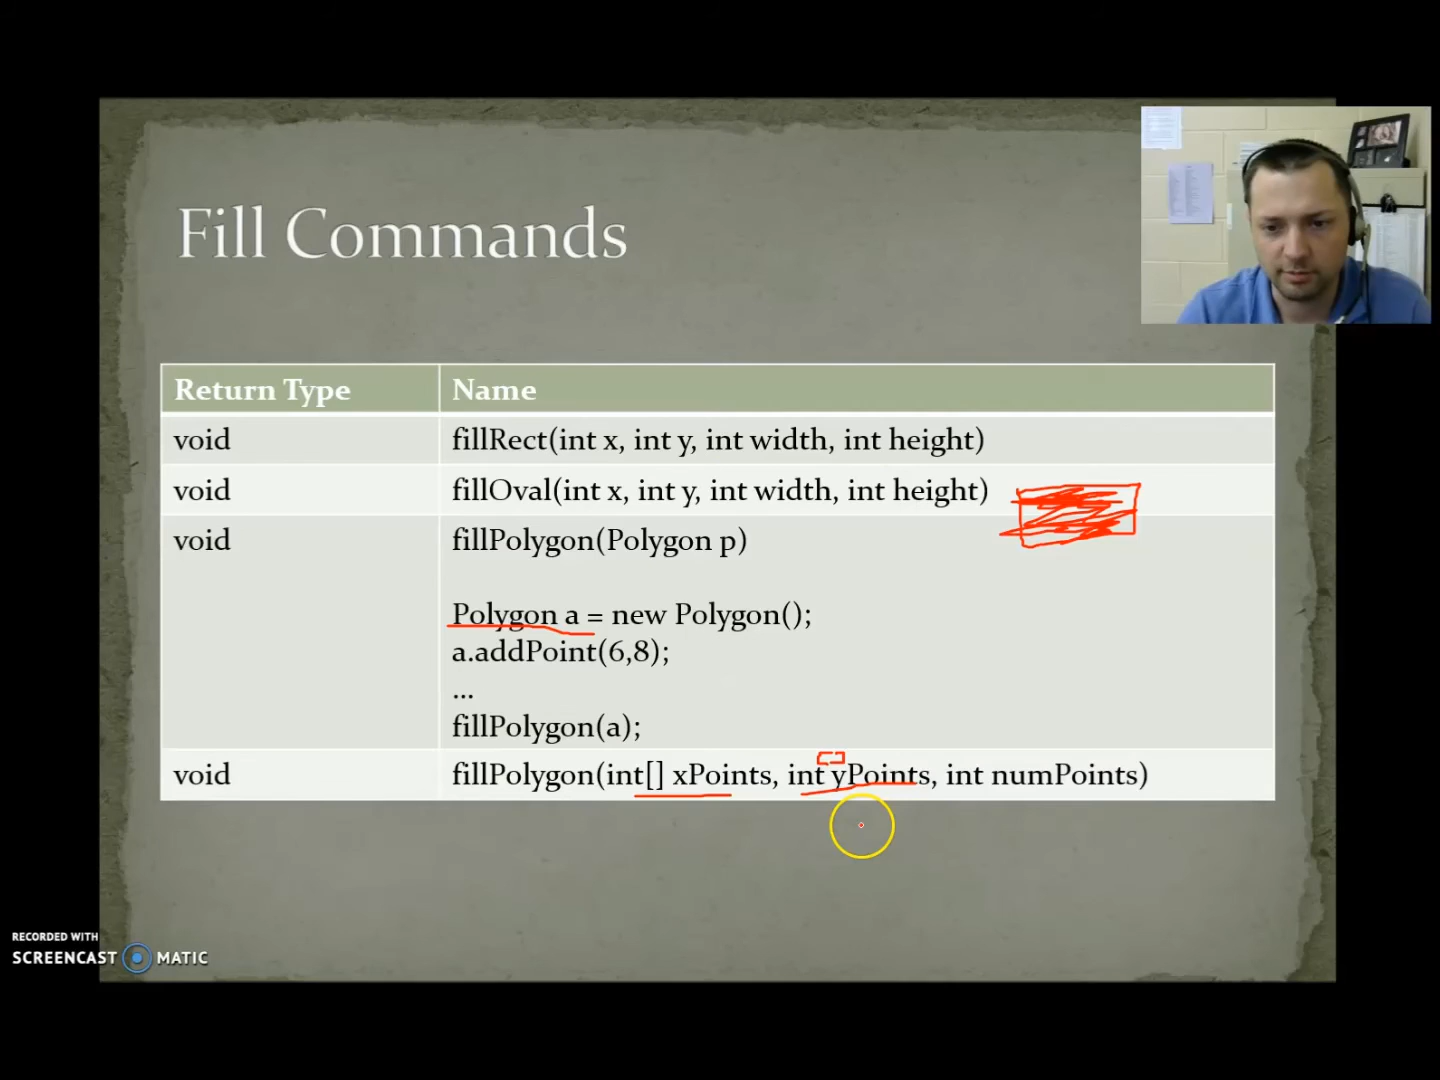 Fill Commands
Return Type Name
void fillRect(int x, int y, int width, int height)
void fillOval(int x, int y, int width, int height)
void fillPolygon(Polygon p)
Polygon a = new Polygon();
a.addPoint(6,8);
...
fillPolygon(a);
[]
void fillPolygon(int[] xPoints, int yPoints, int numPoints)
RECORDED WITH
SCREENCAST MATIC